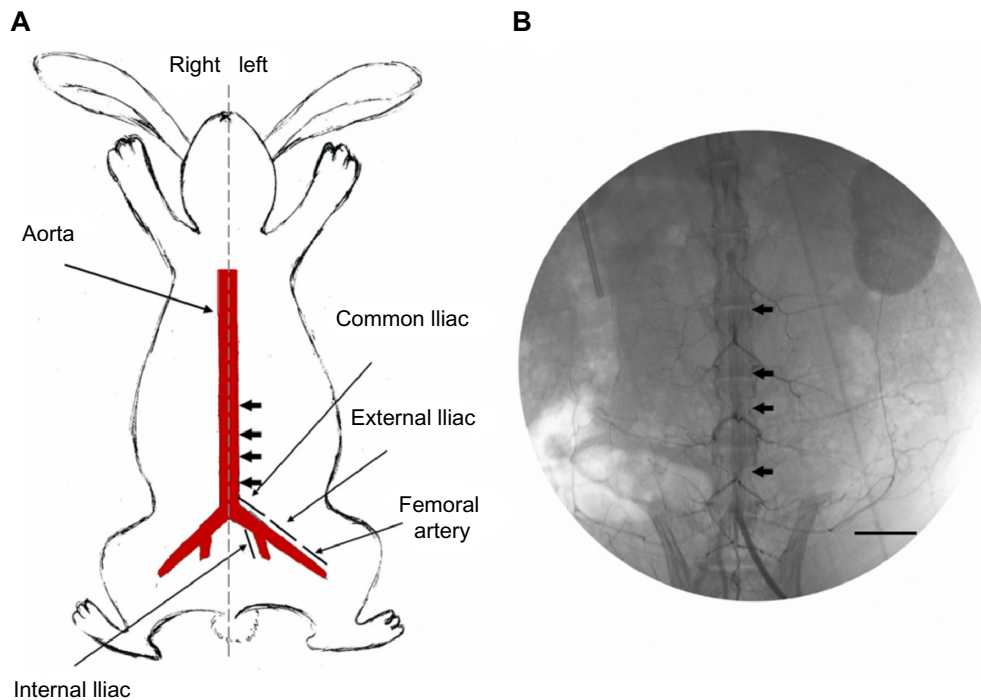 A
B
Right left
Aorta
Common Iliac
External Iliac
Femoral
artery
Internal Iliac